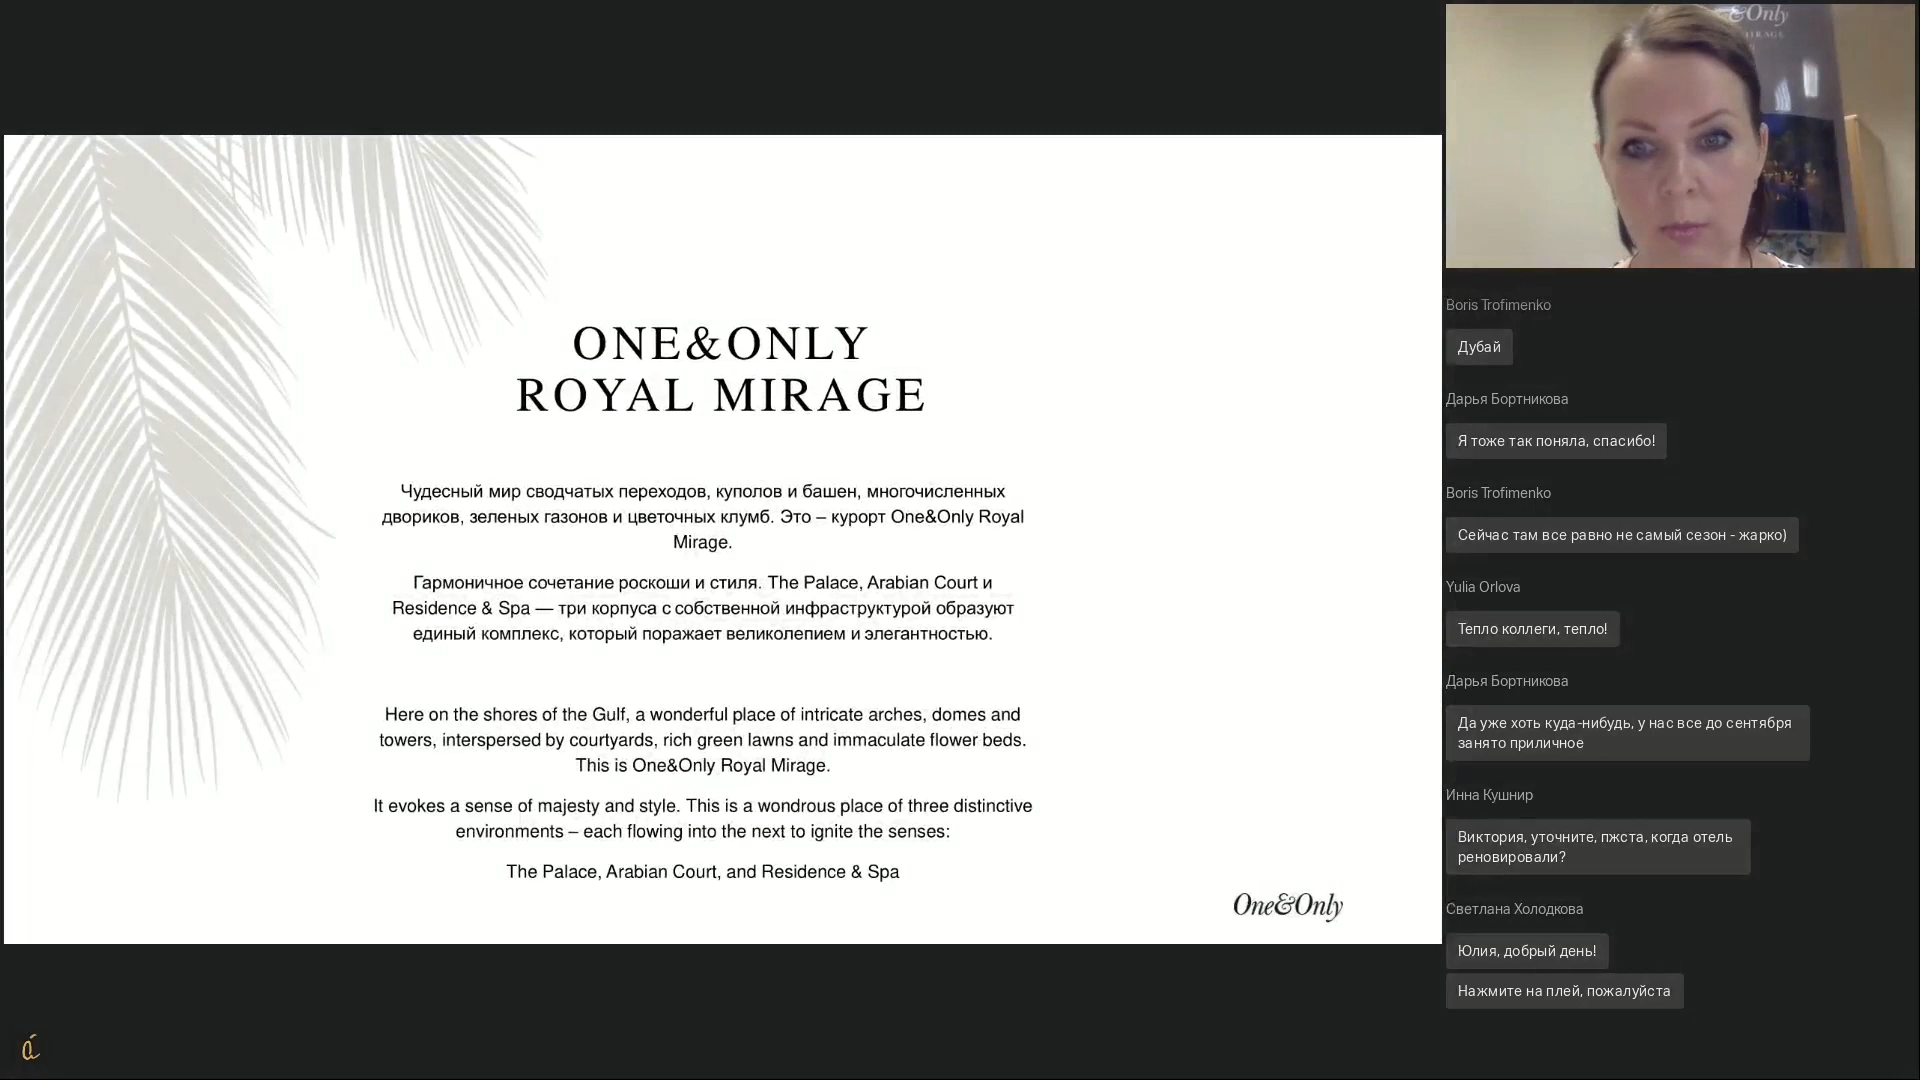 ONE&ONLY
ROYAL MIRAGE
Чудесный мир сводчатых переходов, куполов и башен, многочисленных
двориков, зеленых газонов и цветочных клумб. Это – курорт One&Only Royal
Mirage.
Гармоничное сочетание роскоши и стиля. The Palace, Arabian Court и
Residence & Spa — три корпуса с собственной инфраструктурой образуют
единый комплекс, который поражает великолепием и элегантностью.
Here on the shores of the Gulf, a wonderful place of intricate arches, domes and
towers, interspersed by courtyards, rich green lawns and immaculate flower beds.
This is One&Only Royal Mirage.
It evokes a sense of majesty and style. This is a wondrous place of three distinctive
environments – each flowing into the next to ignite the senses:
The Palace, Arabian Court, and Residence & Spa
One&Only
&Only
MIRAGE
Boris Trofimenko
Дубай
Дарья Бортникова
Я тоже так поняла, спасибо!
Boris Trofimenko
Сейчас там все равно не самый сезон - жарко)
Yulia Orlova
Тепло коллеги, тепло!
Дарья Бортникова
Да уже хоть куда-нибудь, у нас все до сентября
занято приличное
Инна Кушнир
Виктория, уточните, пжста, когда отель
реновировали?
Светлана Холодкова
Юлия, добрый день!
Нажмите на плей, пожалуйста
á